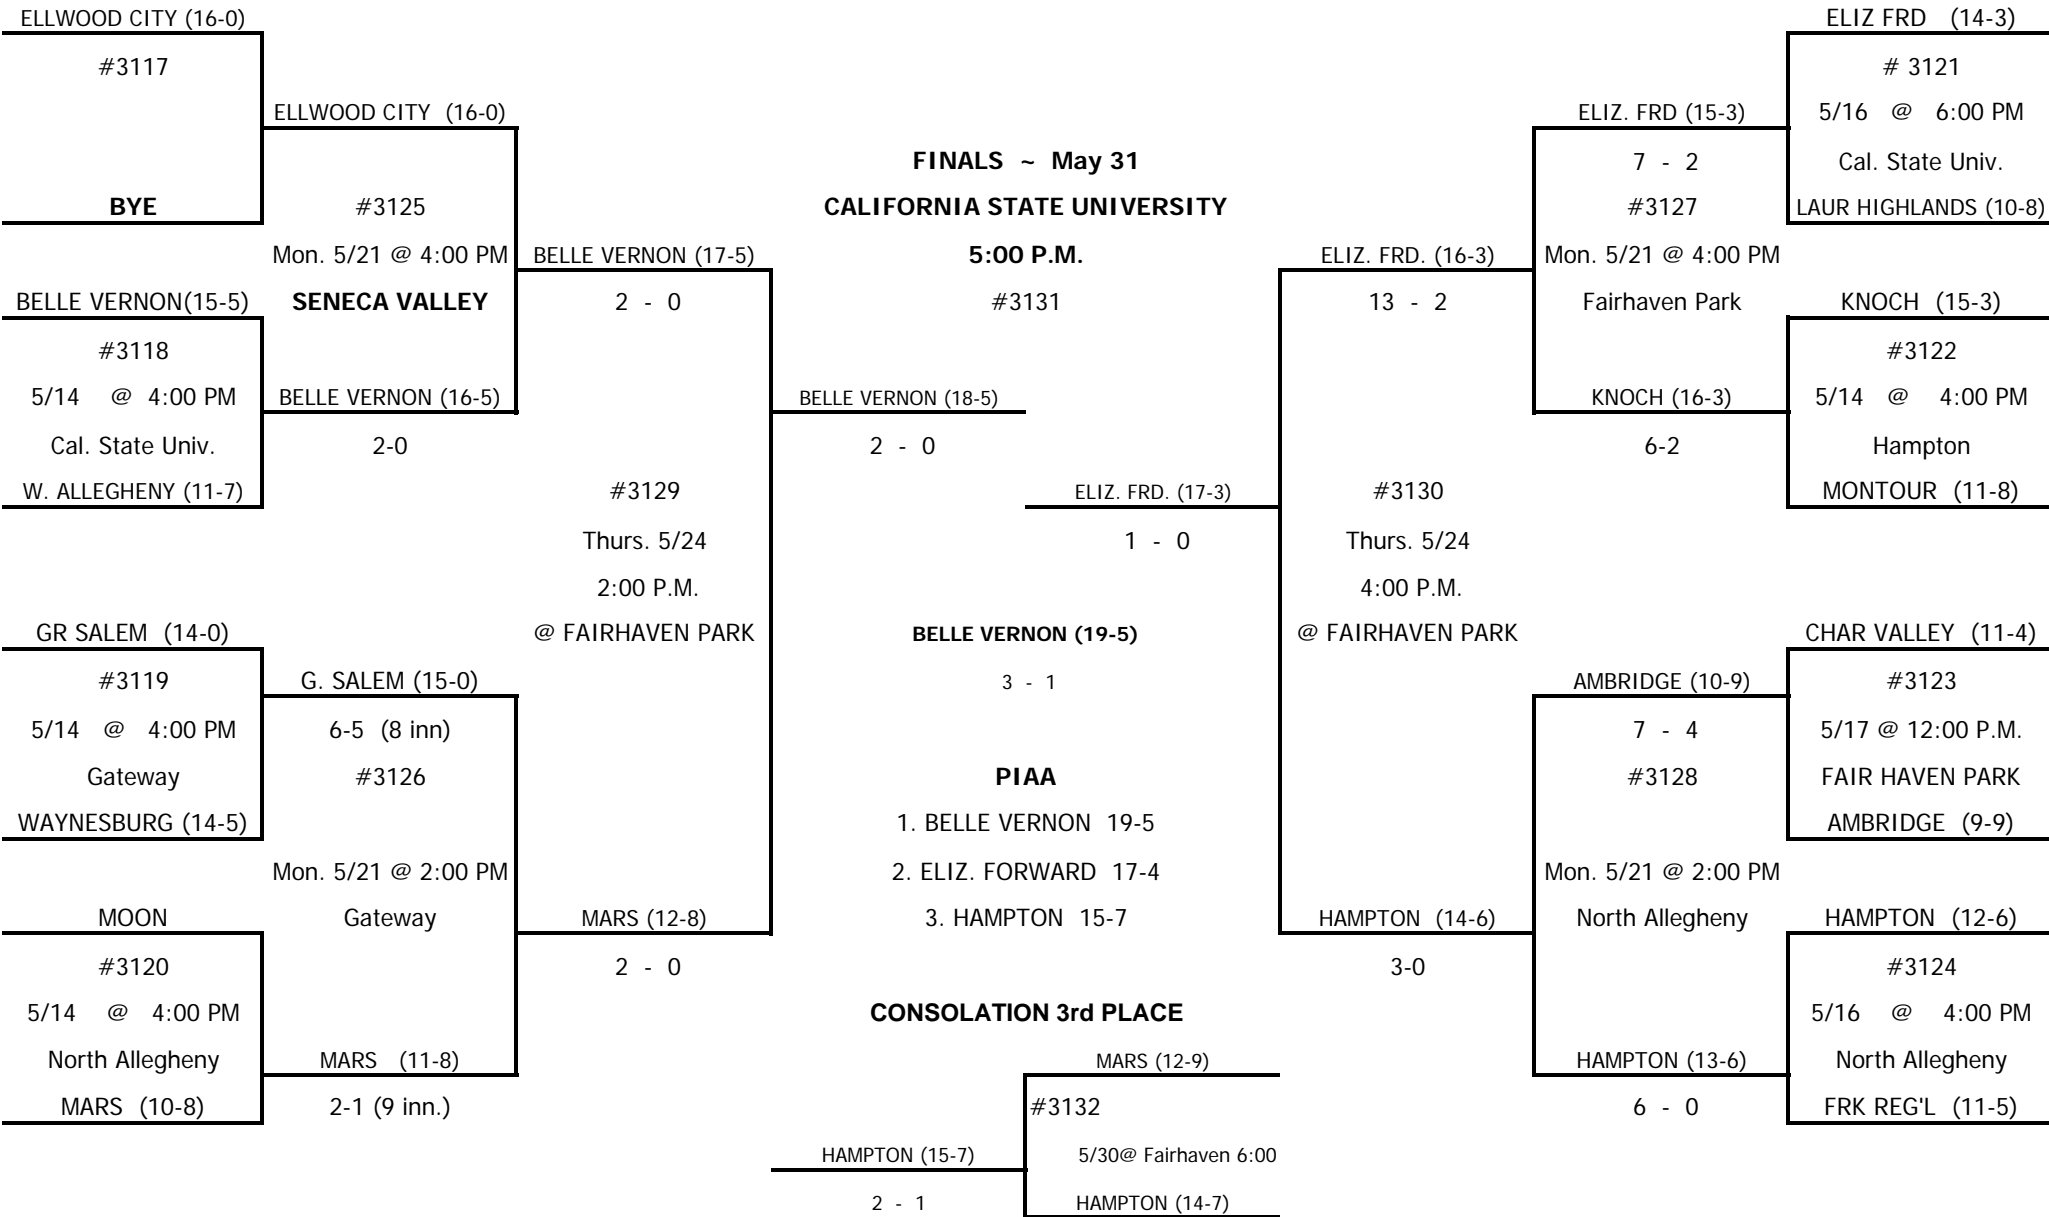 ELLWOOD CITY (16-0)
#3117
BYE
BELLE VERNON(15-5)
#3118
5/14 @ 4:00 PM
Cal. State Univ.
W. ALLEGHENY (11-7)
GR SALEM (14-0)
#3119
5/14 @ 4:00 PM
Gateway
WAYNESBURG (14-5)
MOON
#3120
5/14 @ 4:00 PM
North Allegheny
MARS (10-8)
ELLWOOD CITY (16-0)
#3125
Mon. 5/21 @ 4:00 PM
SENECA VALLEY
BELLE VERNON (16-5)
2-0
G. SALEM (15-0)
6-5 (8 inn)
#3126
Mon. 5/21 @ 2:00 PM
Gateway
MARS (11-8)
2-1 (9 inn.)
BELLE VERNON (17-5)
2 - 0
#3129
Thurs. 5/24
2:00 P.M.
@ FAIRHAVEN PARK
MARS (12-8)
2 - 0
FINALS ~ May 31
CALIFORNIA STATE UNIVERSITY
5:00 P.M.
#3131
BELLE VERNON (18-5)
2 - 0
ELIZ. FRD. (17-3)
1 - 0
BELLE VERNON (19-5)
3 - 1
PIAA
1. BELLE VERNON 19-5
2. ELIZ. FORWARD 17-4
3. HAMPTON 15-7
CONSOLATION 3rd PLACE
MARS (12-9)
#3132
5/30@ Fairhaven 6:00
HAMPTON (14-7)
HAMPTON (15-7)
2 - 1
ELIZ. FRD. (16-3)
13 - 2
#3130
Thurs. 5/24
4:00 P.M.
@ FAIRHAVEN PARK
HAMPTON (14-6)
3-0
ELIZ. FRD (15-3)
7 - 2
#3127
Mon. 5/21 @ 4:00 PM
Fairhaven Park
KNOCH (16-3)
6-2
AMBRIDGE (10-9)
7 - 4
#3128
Mon. 5/21 @ 2:00 PM
North Allegheny
HAMPTON (13-6)
6 - 0
ELIZ FRD (14-3)
# 3121
5/16 @ 6:00 PM
Cal. State Univ.
LAUR HIGHLANDS (10-8)
KNOCH (15-3)
#3122
5/14 @ 4:00 PM
Hampton
MONTOUR (11-8)
CHAR VALLEY (11-4)
#3123
5/17 @ 12:00 P.M.
FAIR HAVEN PARK
AMBRIDGE (9-9)
HAMPTON (12-6)
#3124
5/16 @ 4:00 PM
North Allegheny
FRK REG'L (11-5)